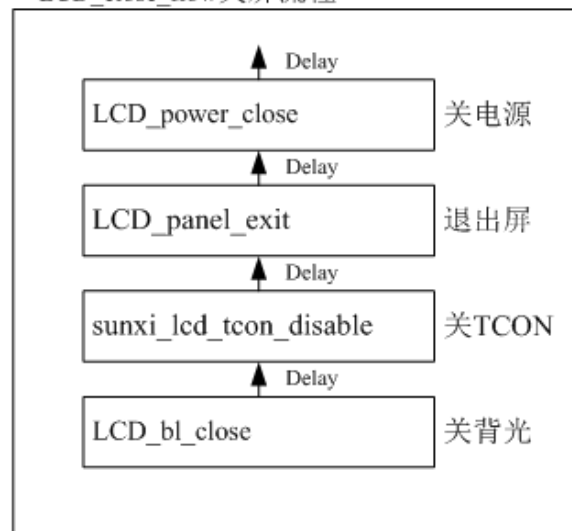 Delay
LCD_power_close 关电源
Delay
LCD_panel_exit 退出屏
Delay
sunxi_lcd_tcon_disable 关TCON
Delay
LCD_bl_close 关背光